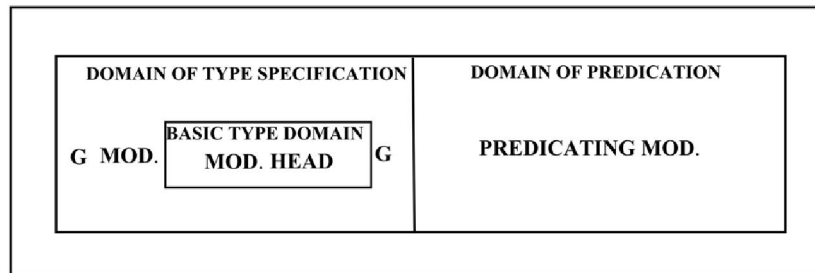 DOMAIN OF TYPE SPECIFICATION
DOMAIN OF PREDICATION
BASIC TYPE DOMAIN
G MOD. MOD. HEAD G
PREDICATING MOD.